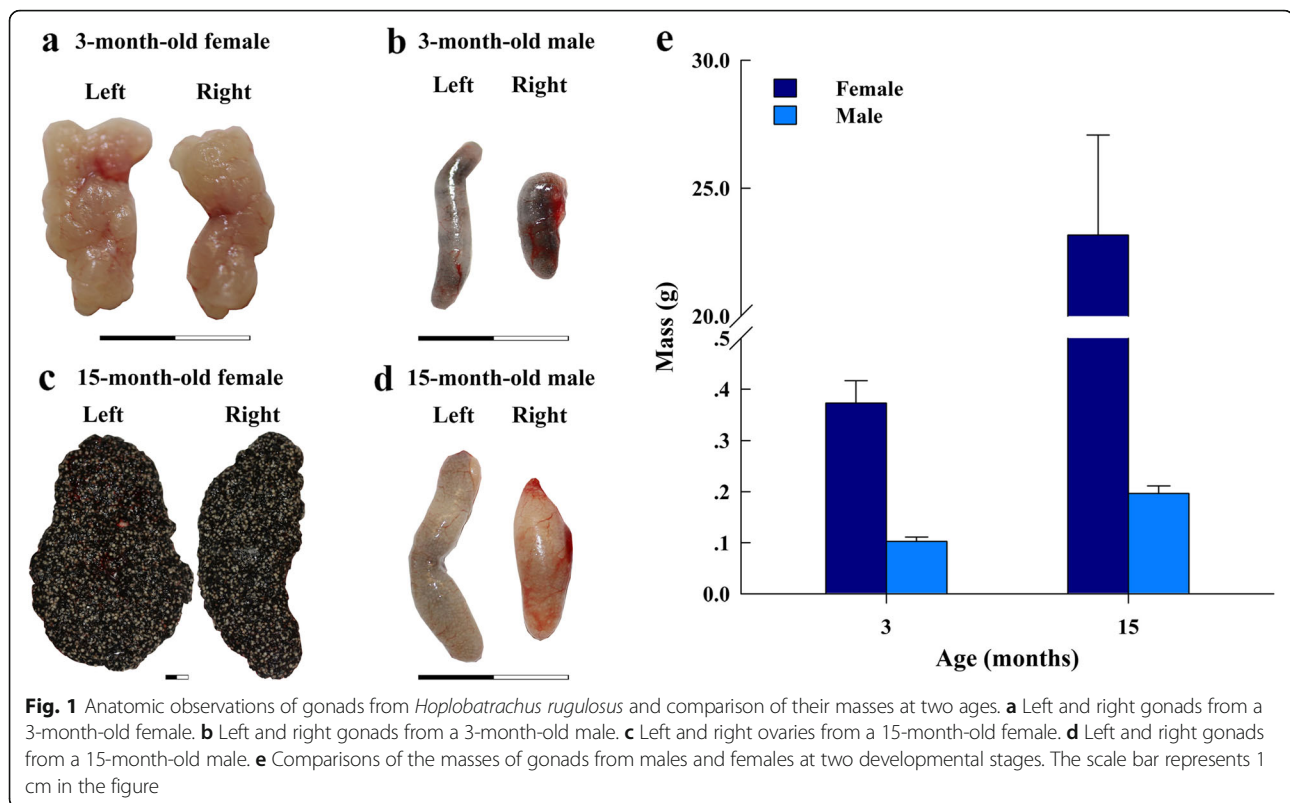 a 3-month-old female
Left Right
b 3-month-old male
Left Right
c 15-month-old female
Left Right
d 15-month-old male
Left Right
e
30.0
25.0
20.0
.5
.4
.3
.2
.1
0.0
Mass (g)
Female
Male
3 15
Age (months)
Fig. 1 Anatomic observations of gonads from Hoplobatrachus rugulosus and comparison of their masses at two ages. a Left and right gonads from a
3-month-old female. b Left and right gonads from a 3-month-old male. c Left and right ovaries from a 15-month-old female. d Left and right gonads
from a 15-month-old male. e Comparisons of the masses of gonads from males and females at two developmental stages. The scale bar represents 1
cm in the figure